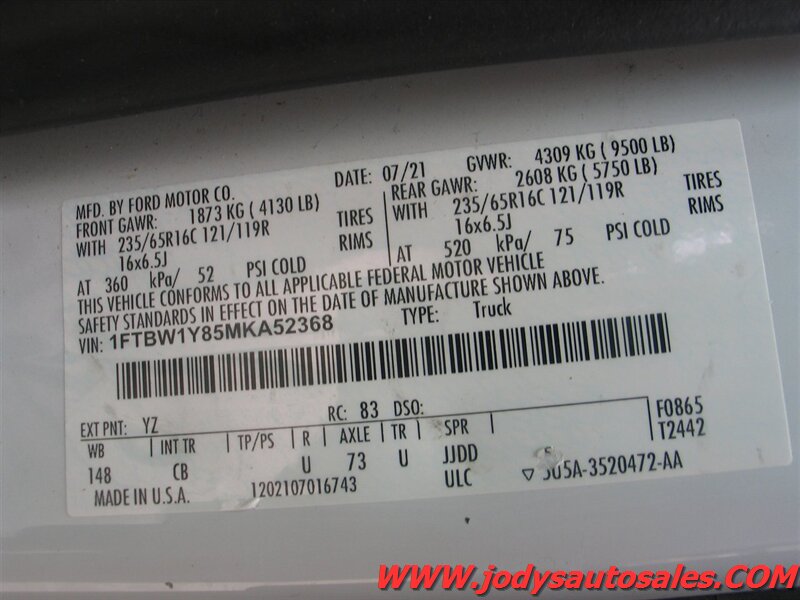 MFD. BY FORD MOTOR CO. DATE: 07/21 GVWR: 4309 KG ( 9500 LB)
FRONT GAWR: 1873 KG ( 4130 LB) REAR GAWR: 2608 KG ( 5750 LB)
WITH 235/65R16C 121/119R TIRES WITH 235/65R16C 121/119R TIRES
16x6.5J RIMS 16x6.5J RIMS
AT 360 kPa/ 52 PSI COLD AT 520 kPa/ 75 PSI COLD
THIS VEHICLE CONFORMS TO ALL APPLICABLE FEDERAL MOTOR VEHICLE
SAFETY STANDARDS IN EFFECT ON THE DATE OF MANUFACTURE SHOWN ABOVE.
VIN: 1FTBW1Y85MKA52368 TYPE: Truck
EXT PNT: YZ RC: 83 DSO: F0865
WB INT TR TP/PS R AXLE TR SPR T2442
148 CB U 73 U JJDD
ULC
MADE IN U.S.A. 1202107016743 -3520472-AA
WWW.jodysautosales.COM